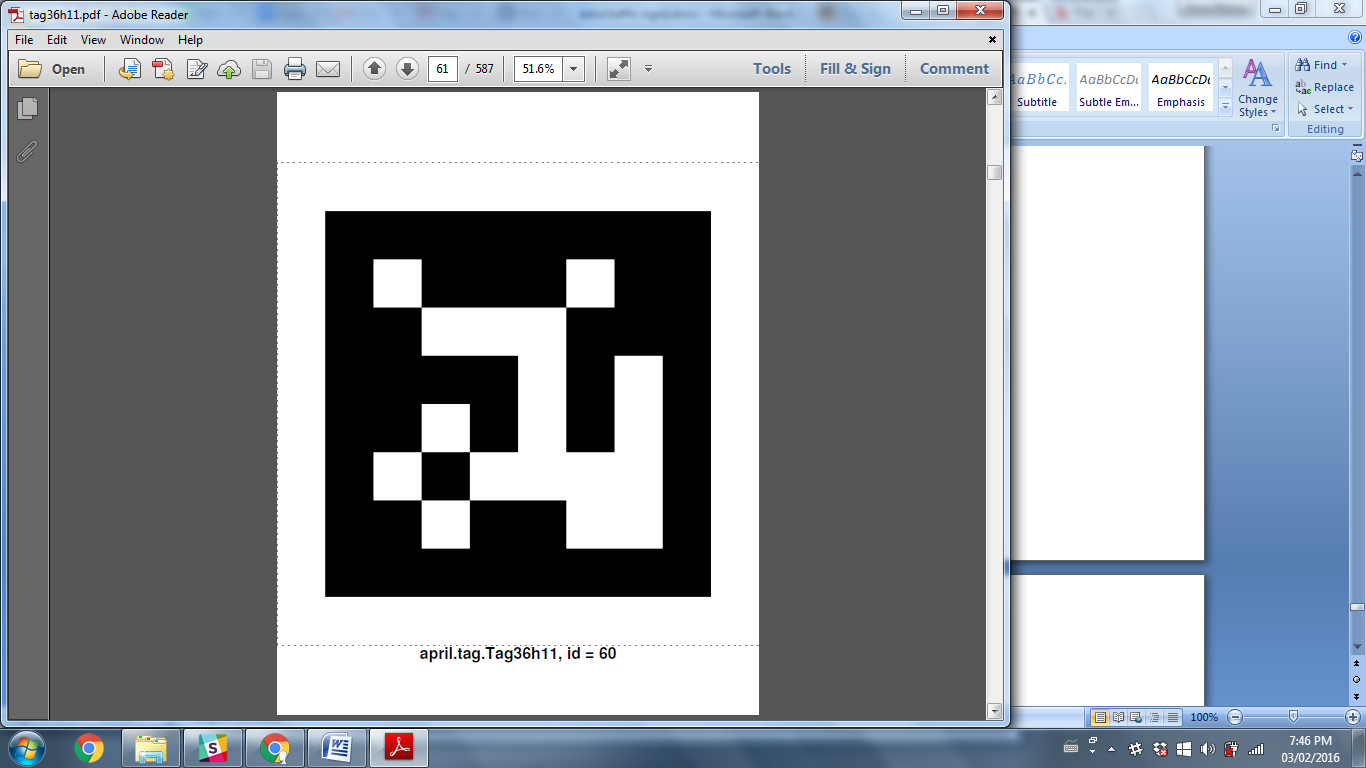 tag36h11.pdf - Adobe Reader
File Edit View Window Help
Open 61 / 587 51.6% Tools Fill & Sign Comment
april.tag.Tag36h11, id = 60
AaBbCc. AaBbCcDc AaBbCcDc
Subtitle Subtle Em... Emphasis
Change Styles
Find
Replace
Select
Editing
100%
7:46 PM
03/02/2016